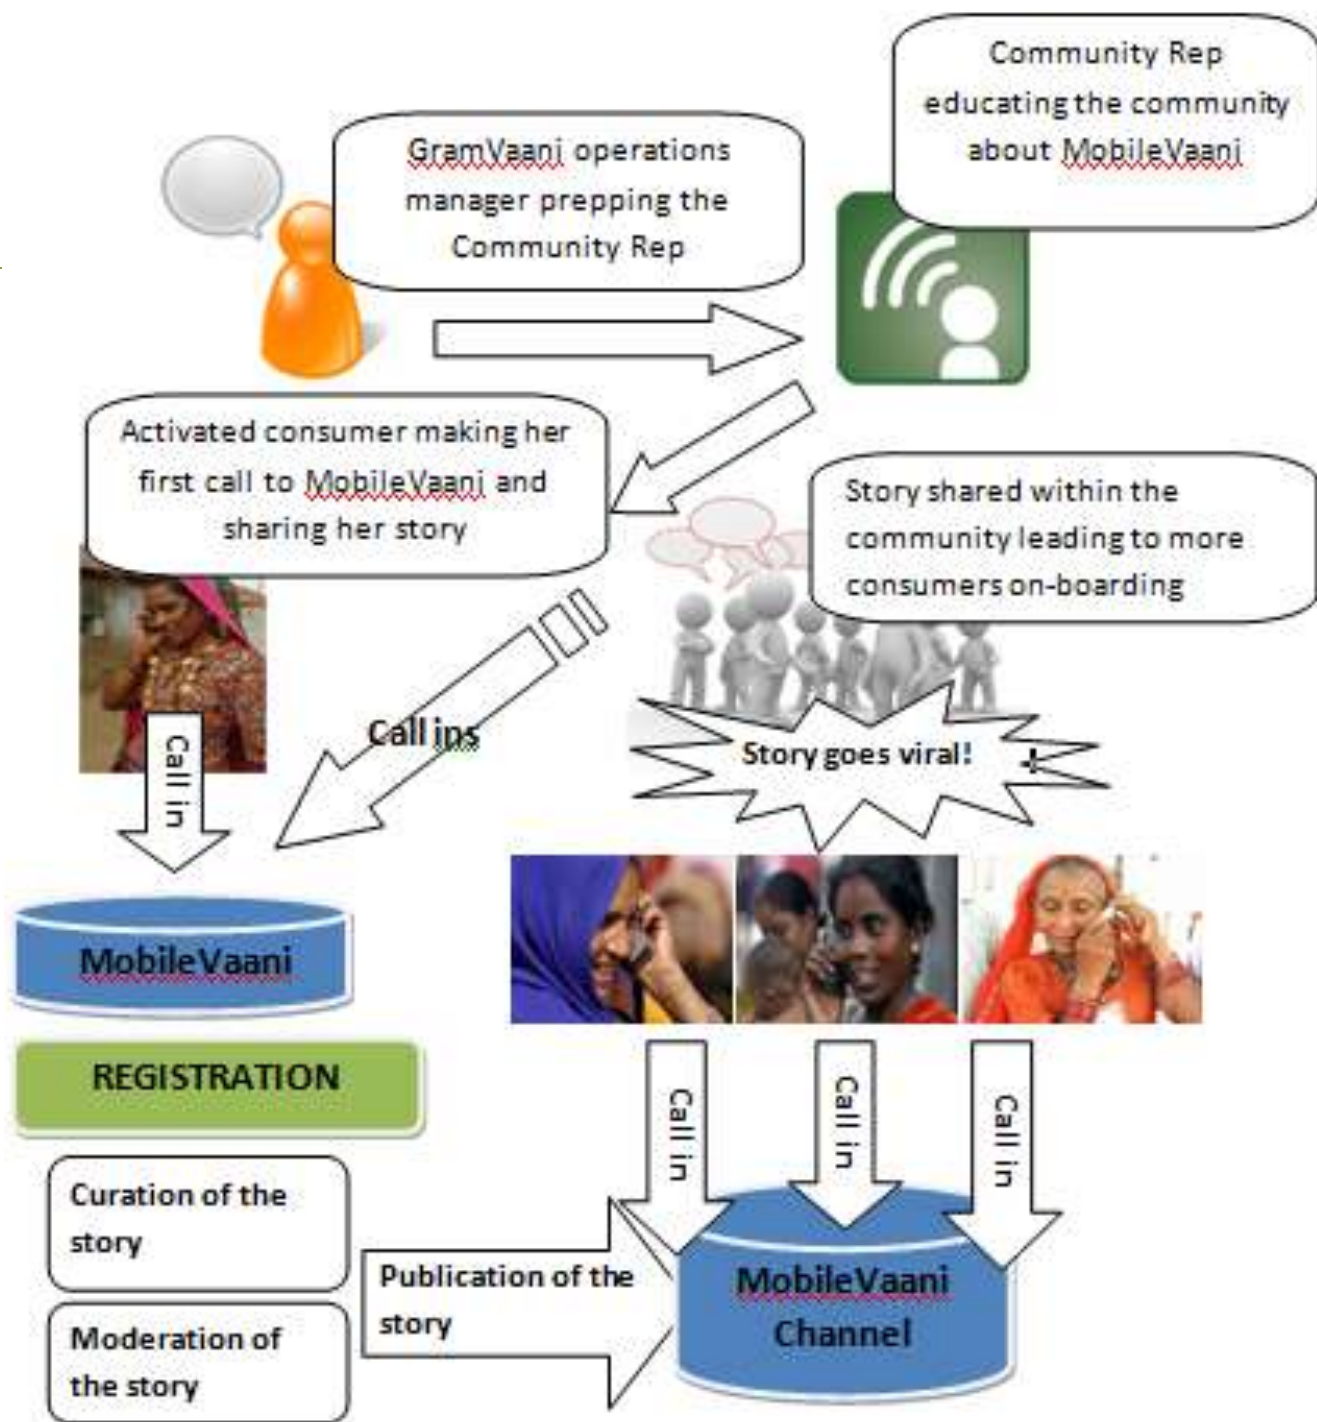 Community Rep
educating the community
about MobileVaani
GramVaani operations
manager prepping the
Community Rep
Activated consumer making her
first call to MobileVaani and
sharing her story
Story shared within the
community leading to more
consumers on-boarding
Call in
Call ins
Story goes viral!
MobileVaani
REGISTRATION
Call in
Call in
Call in
Curation of the
story
Moderation of
the story
Publication of the
story
MobileVaani
Channel